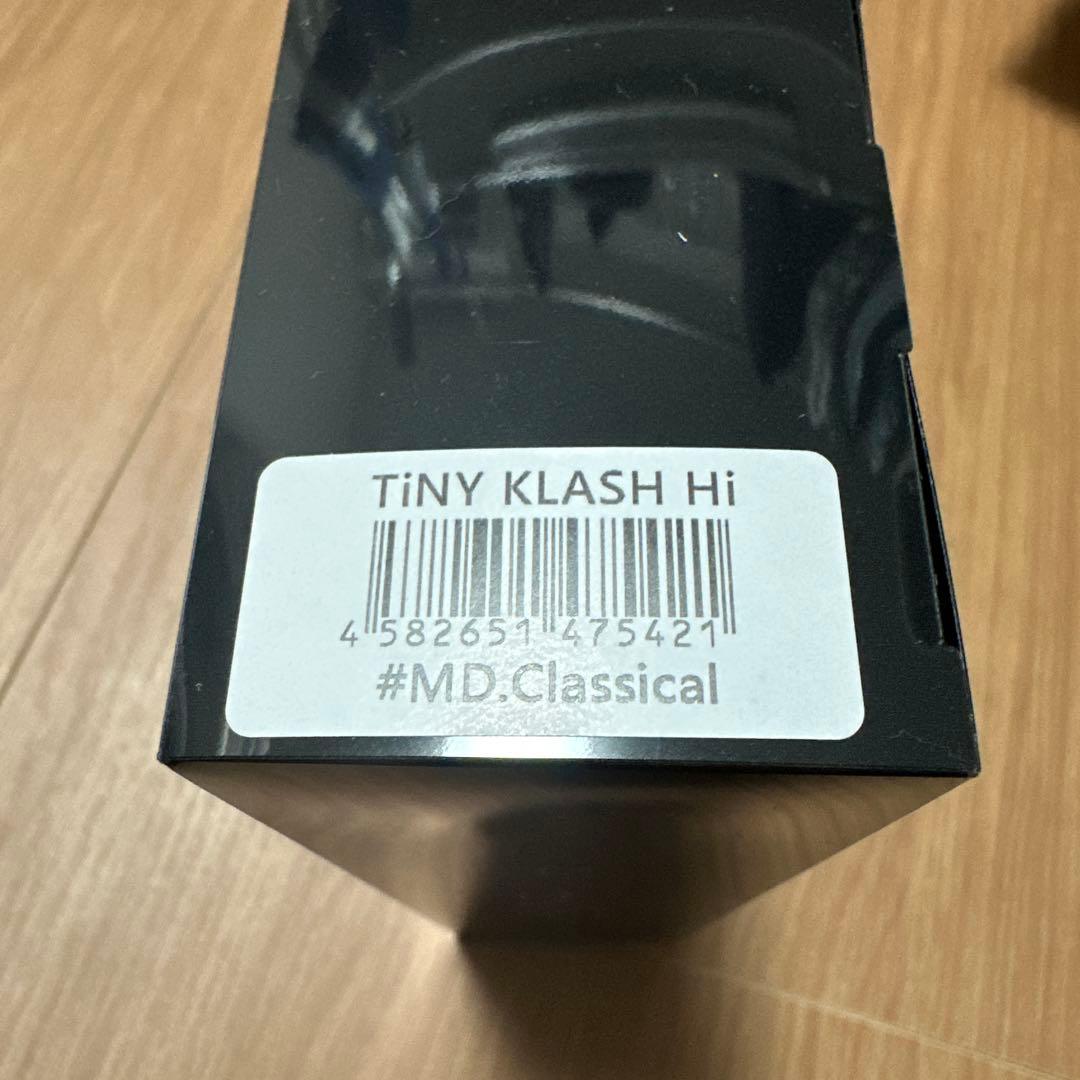 TiNY KLASH Hi
4 582651 475421
#MD.Classical